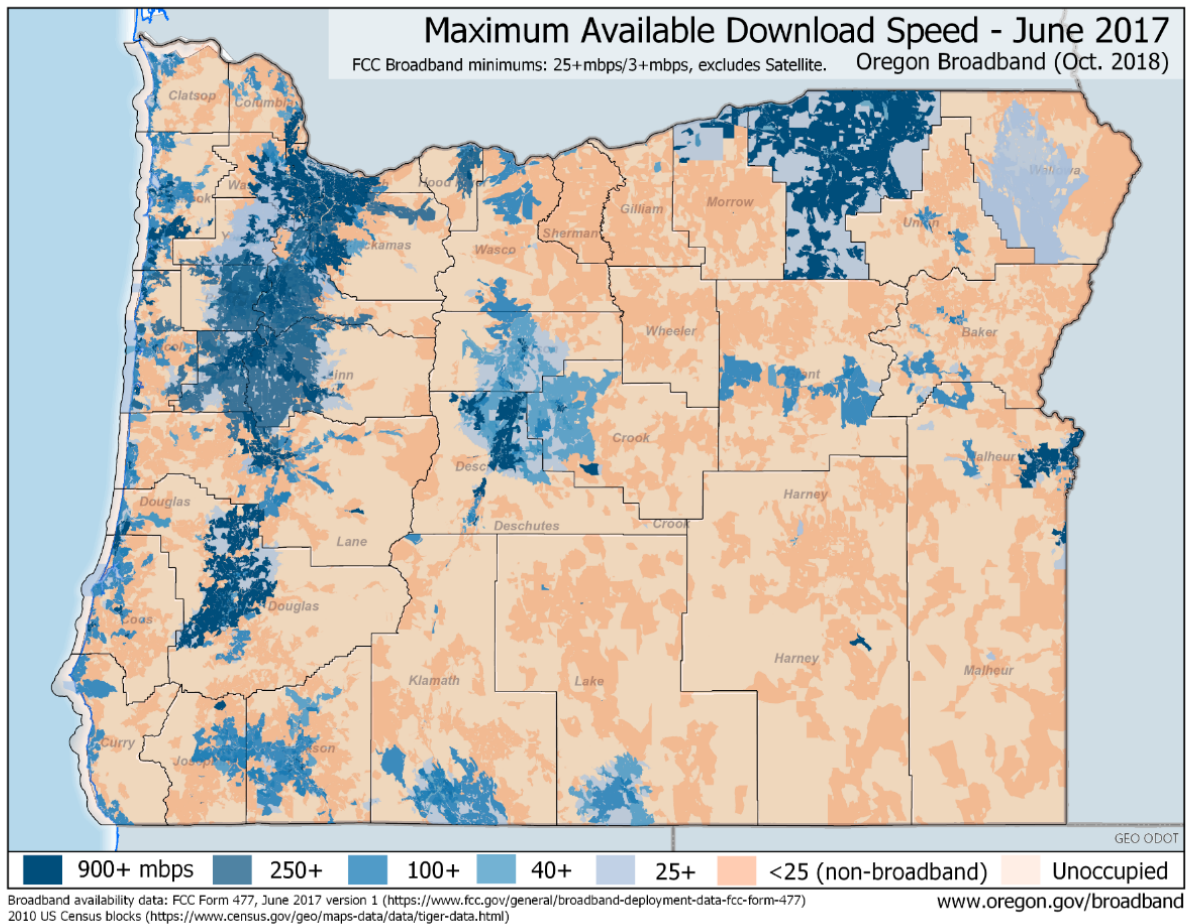 Maximum Available Download Speed - June 2017
FCC Broadband minimums: 25+mbps/3+mbps, excludes Satellite.
Oregon Broadband (Oct. 2018)
Clatsop
Columbia
Hood River
Wallowa
Gilliam
Morrow
Union
Sherman
Wasco
Wheeler
Baker
Crook
Malheur
Douglas
Harney
Deschutes
Crook
Lane
Douglas
Coos
Harney
Malheur
Klamath
Lake
Curry
GEO ODOT
900+ mbps 250+ 100+ 40+ 25+ <25 (non-broadband) Unoccupied
Broadband availability data: FCC Form 477, June 2017 version 1 (https://www.fcc.gov/general/broadband-deployment-data-fcc-form-477)
2010 US Census blocks (https://www.census.gov/geo/maps-data/data/tiger-data.html)
www.oregon.gov/broadband